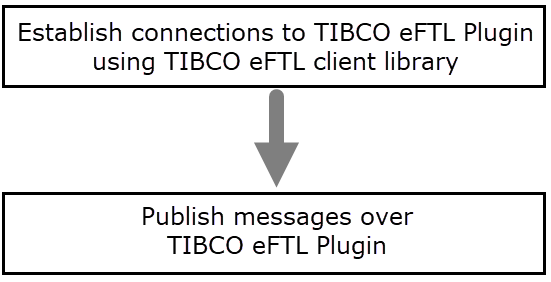 Establish connections to TIBCO eFTL Plugin
using TIBCO eFTL client library
Publish messages over
TIBCO eFTL Plugin